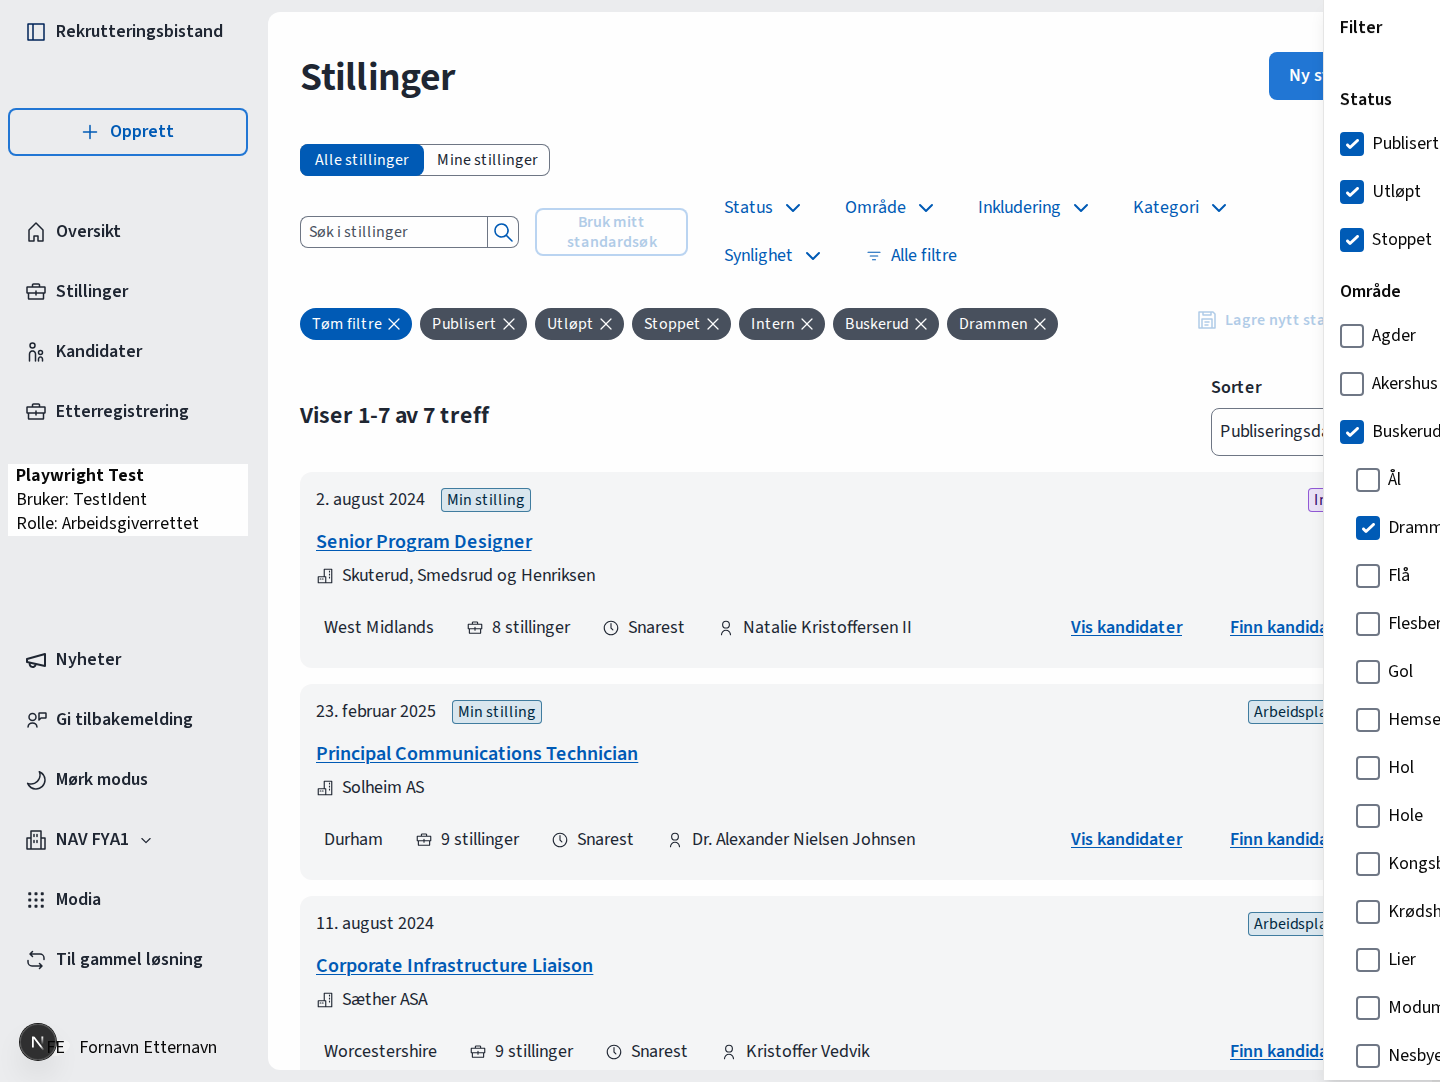 Rekrutteringsbistand
Opprett
Oversikt
Stillinger
Kandidater
Etterregistrering
Playwright Test
Bruker: TestIdent
Rolle: Arbeidsgiverrettet
Nyheter
Gi tilbakemelding
Mørk modus
NAV FYA1
Modia
Til gammel løsning
N
FE Fornavn Etternavn
Stillinger
Ny s
Alle stillinger Mine stillinger
Søk i stillinger
Bruk mitt
standardsøk
Status Område Inkludering Kategori
Synlighet Alle filtre
Tøm filtre Publisert Utløpt Stoppet Intern Buskerud Drammen
Lagre nytt sta
Viser 1-7 av 7 treff
Sorter
Publiseringsda
2. august 2024 Min stilling In
Senior Program Designer
Skuterud, Smedsrud og Henriksen
West Midlands 8 stillinger Snarest Natalie Kristoffersen II Vis kandidater Finn kandida
23. februar 2025 Min stilling Arbeidspla
Principal Communications Technician
Solheim AS
Durham 9 stillinger Snarest Dr. Alexander Nielsen Johnsen Vis kandidater Finn kandida
11. august 2024 Arbeidspla
Corporate Infrastructure Liaison
Sæther ASA
Worcestershire 9 stillinger Snarest Kristoffer Vedvik Finn kandida
Filter
Status
Publisert
Utløpt
Stoppet
Område
Agder
Akershus
Buskerud
Ål
Dramm
Flå
Flesber
Gol
Hemse
Hol
Hole
Kongsb
Krødsh
Lier
Modum
Nesbye